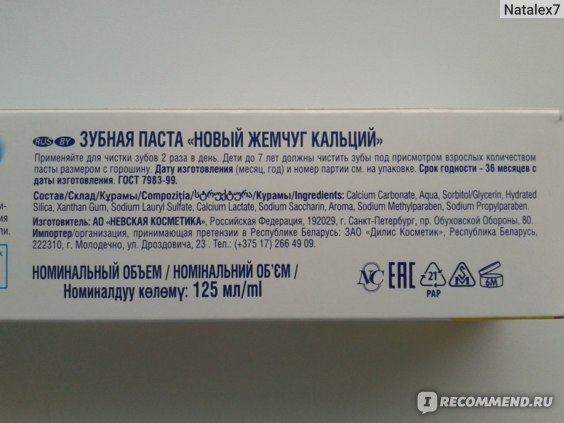 Natalex7
RUS BY ЗУБНАЯ ПАСТА «НОВЫЙ ЖЕМЧУГ КАЛЬЦИЙ»
Применяйте для чистки зубов 2 раза в день. Дети до 7 лет должны чистить зубы под присмотром взрослых количеством
пасты размером с горошину. Дату изготовления (месяц, год) и номер партии см. на упаковке. Срок годности – 36 месяцев с
даты изготовления. ГОСТ 7983-99.
Состав/Склад/Құрамы/Compoziția/სტრუქტურა/Курамы/Ingredients: Calcium Carbonate, Aqua, Sorbitol/Glycerin, Hydrated
Silica, Xanthan Gum, Sodium Lauryl Sulfate, Calcium Lactate, Sodium Saccharin, Aroma, Sodium Methylparaben, Sodium Propylparaben.
Изготовитель: АО «НЕВСКАЯ КОСМЕТИКА», Российская Федерация, 192029, г. Санкт-Петербург, пр. Обуховской Обороны, 80.
Импортер/организация, принимающая претензии в Республике Беларусь: ЗАО «Дилис Косметик», Республика Беларусь,
222310, г. Молодечно, ул. Дроздовича, 23 . Тел.: (+375 17) 266 49 09.
НОМИНАЛЬНЫЙ ОБЪЕМ / НОМІНАЛЬНИЙ ОБ'ЄМ /
Номиналдуу көлөмү: 125 мл/ml
EAC
21
PAP
6M
IRECOMMEND.RU